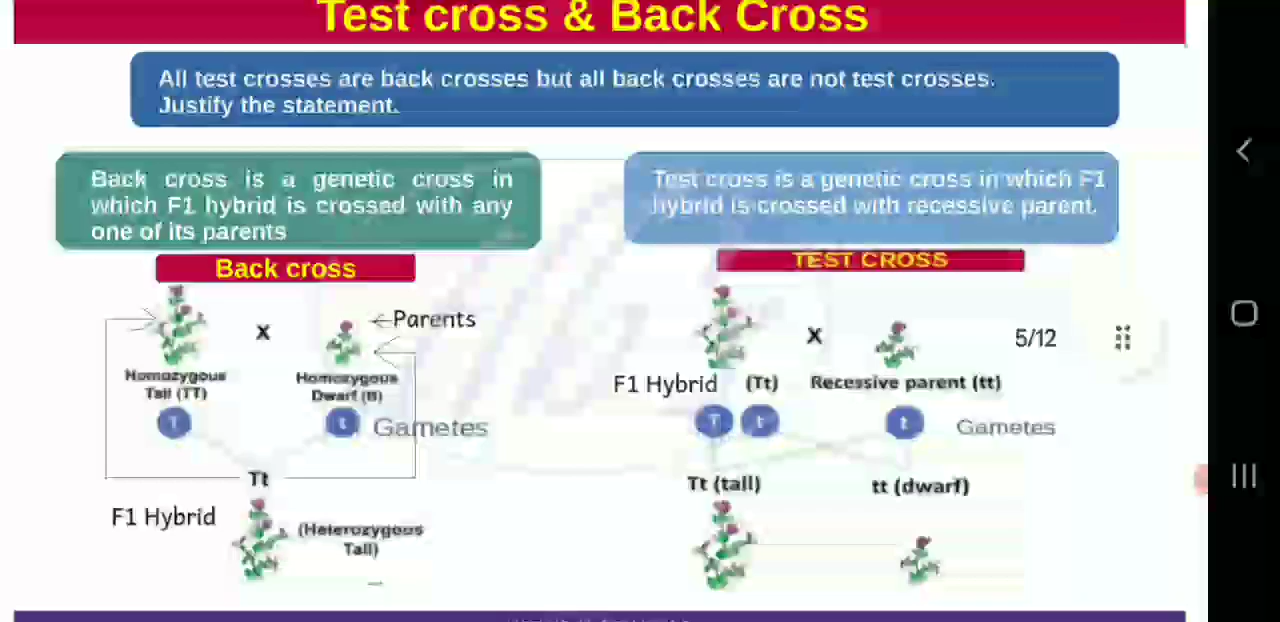 Test cross & Back Cross
All test crosses are back crosses but all back crosses are not test crosses.
Justify the statement.
Back cross is a genetic cross in
which F1 hybrid is crossed with any
one of its parents
Test cross is a genetic cross in which F1
hybrid is crossed with recessive parent.
Back cross
TEST CROSS
x
Parents
Homozygous
Tall (TT)
Homozygous
Dwarf (tt)
T
t
Gametes
Tt
F1 Hybrid
(Heterozygous
Tall)
x
5/12
F1 Hybrid (Tt)
Recessive parent (tt)
T
t
t
Gametes
Tt (tall)
tt (dwarf)